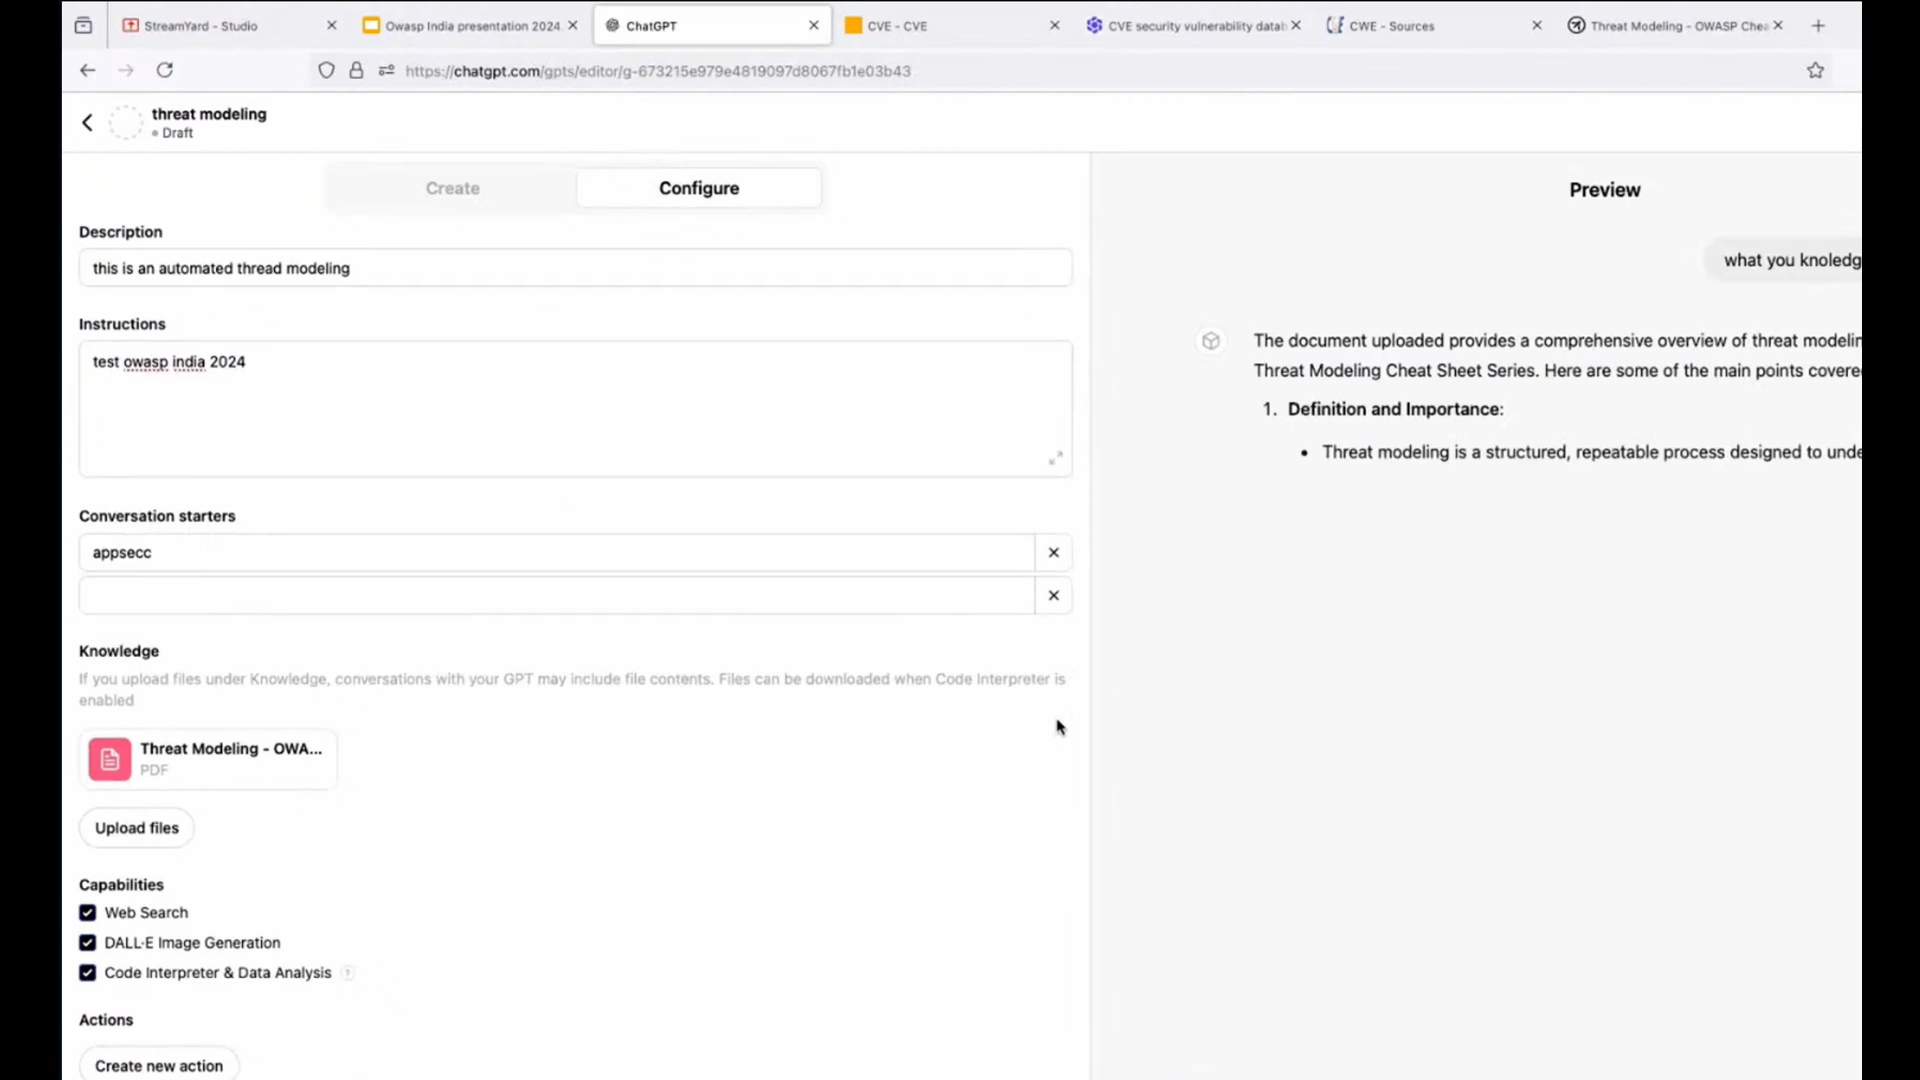 StreamYard - Studio
Owasp India presentation 2024
ChatGPT
CVE - CVE
CVE security vulnerability datab
CWE - Sources
Threat Modeling - OWASP Chea
https://chatgpt.com/gpts/editor/g-673215e979e4819097d8067fb1e03b43
threat modeling
Draft
Create
Configure
Preview
Description
this is an automated thread modeling
what you knoledg
Instructions
test owasp india 2024
The document uploaded provides a comprehensive overview of threat modelin
Threat Modeling Cheat Sheet Series. Here are some of the main points covere
1. Definition and Importance:
• Threat modeling is a structured, repeatable process designed to unde
Conversation starters
appsecc
Knowledge
If you upload files under Knowledge, conversations with your GPT may include file contents. Files can be downloaded when Code Interpreter is
enabled
Threat Modeling - OWA...
PDF
Upload files
Capabilities
Web Search
DALL·E Image Generation
Code Interpreter & Data Analysis ?
Actions
Create new action